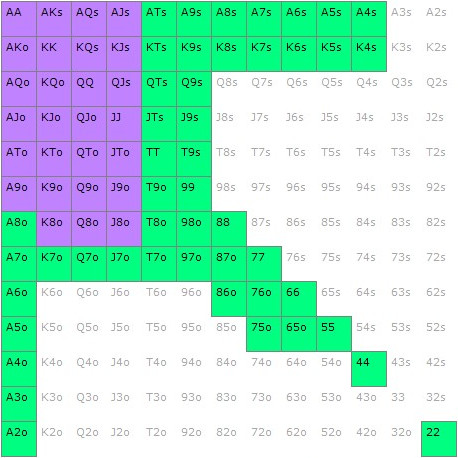 AA AKs AQs AJs ATs A9s A8s A7s A6s A5s A4s A3s A2s
AKo KK KQs KJs KTs K9s K8s K7s K6s K5s K4s K3s K2s
AQo KQo QQ QJs QTs Q9s Q8s Q7s Q6s Q5s Q4s Q3s Q2s
AJo KJo QJo JJ JTs J9s J8s J7s J6s J5s J4s J3s J2s
ATo KTo QTo JTo TT T9s T8s T7s T6s T5s T4s T3s T2s
A9o K9o Q9o J9o T9o 99 98s 97s 96s 95s 94s 93s 92s
A8o K8o Q8o J8o T8o 98o 88 87s 86s 85s 84s 83s 82s
A7o K7o Q7o J7o T7o 97o 87o 77 76s 75s 74s 73s 72s
A6o K6o Q6o J6o T6o 96o 86o 76o 66 65s 64s 63s 62s
A5o K5o Q5o J5o T5o 95o 85o 75o 65o 55 54s 53s 52s
A4o K4o Q4o J4o T4o 94o 84o 74o 64o 54o 44 43s 42s
A3o K3o Q3o J3o T3o 93o 83o 73o 63o 53o 43o 33 32s
A2o K2o Q2o J2o T2o 92o 82o 72o 62o 52o 42o 32o 22